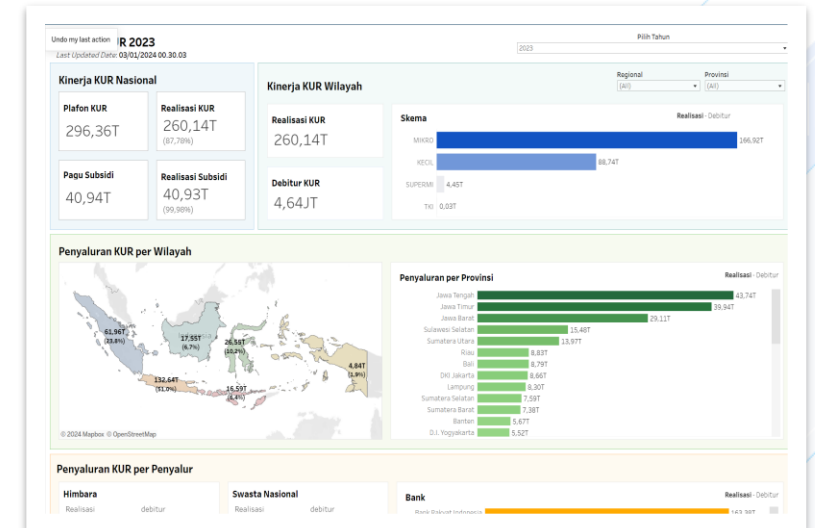 Undo my last action
R 2023
Last Updated Date: 03/01/2024 00.30.03
Pilih Tahun
2023
Kinerja KUR Nasional
Plafon KUR
296,36T
Realisasi KUR
260,14T
(87,78%)
Pagu Subsidi
40,94T
Realisasi Subsidi
40,93T
(99,98%)
Kinerja KUR Wilayah
Regional
(All)
Provinsi
(All)
Realisasi KUR
260,14T
Debitur KUR
4,64JT
Skema
Realisasi - Debitur
MIKRO 166,92T
KECIL 88,74T
SUPERMI 4,45T
TKI 0,03T
Penyaluran KUR per Wilayah
61,96T
(23,8%)
17,55T
(6,7%)
26,59T
(10,2%)
4,84T
(1,9%)
132,64T
(51,0%)
16,59T
(6,4%)
© 2024 Mapbox © OpenStreetMap
Penyaluran per Provinsi
Realisasi - Debitur
Jawa Tengah 43,74T
Jawa Timur 39,94T
Jawa Barat 29,11T
Sulawesi Selatan 15,48T
Sumatera Utara 13,97T
Riau 8,83T
Bali 8,79T
DKI Jakarta 8,66T
Lampung 8,30T
Sumatera Selatan 7,59T
Sumatera Barat 7,38T
Banten 5,67T
D.I. Yogyakarta 5,52T
Penyaluran KUR per Penyalur
Himbara
Realisasi debitur
Swasta Nasional
Realisasi debitur
Bank
Realisasi - Debitur
Bank Rakyat Indonesia 163,38T